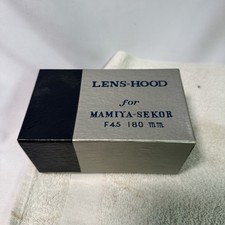 LENS-HOOD
for
MAMIYA-SEKOR
F4.5 180 mm